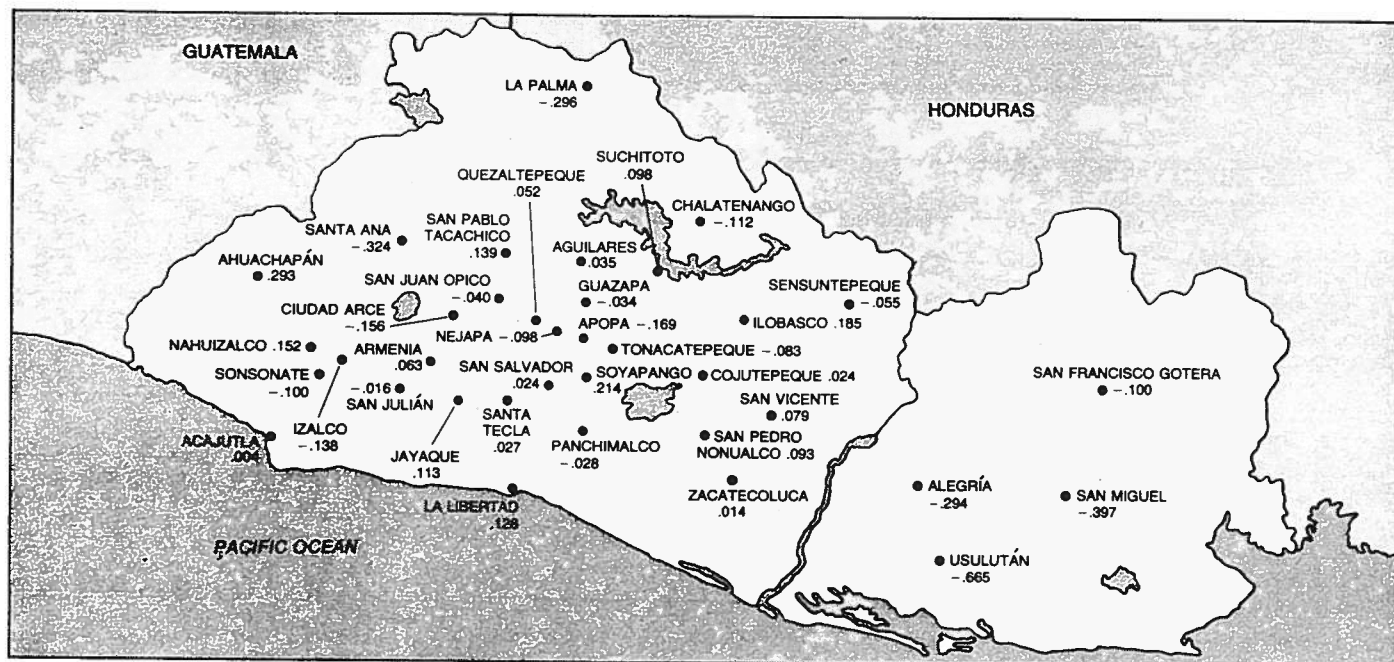 GUATEMALA
HONDURAS
LA PALMA
-.296
SUCHITOTO
.098
QUEZALTEPEQUE
.052
CHALATENANGO
-.112
SANTA ANA
-.324
SAN PABLO
TACACHICO
.139
AGUILARES
.035
AHUACHAPÁN
.293
SAN JUAN OPICO
-.040
GUAZAPA
-.034
SENSUNTEPEQUE
-.055
CIUDAD ARCE
-.156
NEJAPA -.098
APOPA -.169
ILOBASCO .185
NAHUIZALCO .152
ARMENIA
.063
TONACATEPEQUE -.083
SONSONATE
-.100
-.016
SAN JULIÁN
SAN SALVADOR
.024
SOYAPANGO
.214
COJUTEPEQUE .024
SAN FRANCISCO GOTERA
-.100
SAN VICENTE
.079
IZALCO
-.138
SANTA
TECLA
.027
ACAJUTLA
.004
JAYAQUE
.113
PANCHIMALCO
-.028
SAN PEDRO
NONUALCO .093
LA LIBERTAD
.128
ZACATECOLUCA
.014
ALEGRÍA
-.294
SAN MIGUEL
-.397
PACIFIC OCEAN
USULUTÁN
-.665